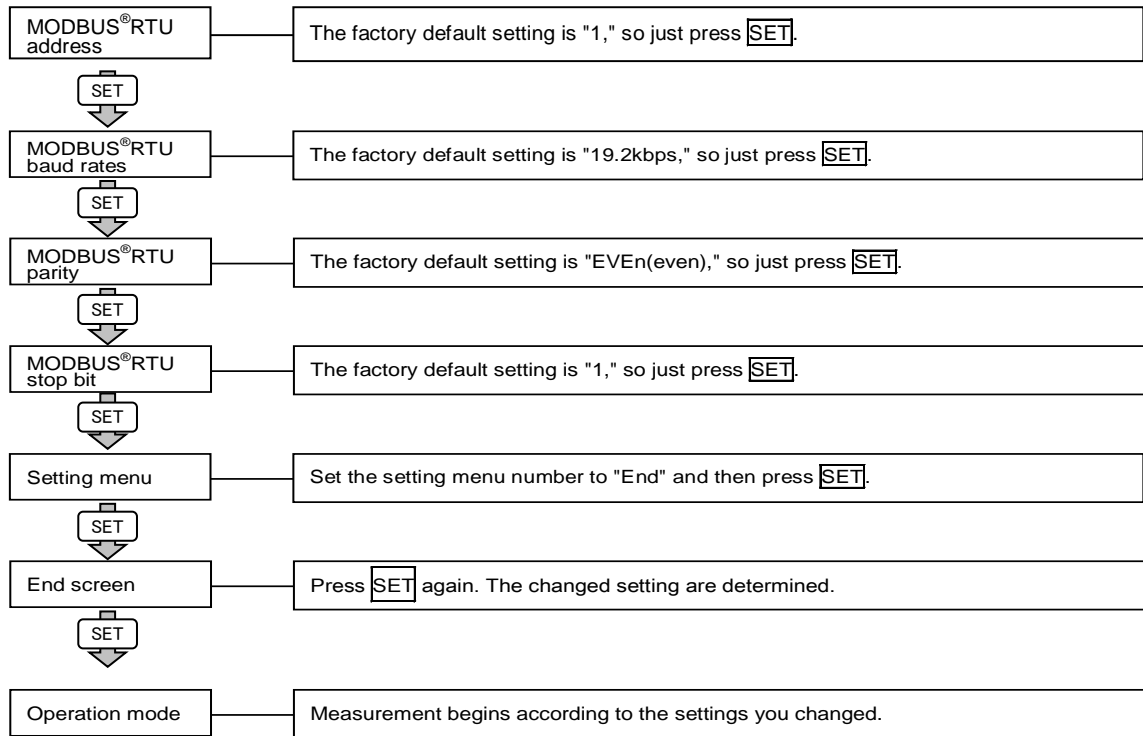 MODBUS®RTU
address
The factory default setting is "1," so just press SET.
SET
MODBUS®RTU
baud rates
The factory default setting is "19.2kbps," so just press SET.
SET
MODBUS®RTU
parity
The factory default setting is "EVEn(even)," so just press SET.
SET
MODBUS®RTU
stop bit
The factory default setting is "1," so just press SET.
SET
Setting menu
Set the setting menu number to "End" and then press SET.
SET
End screen
Press SET again. The changed setting are determined.
SET
Operation mode
Measurement begins according to the settings you changed.